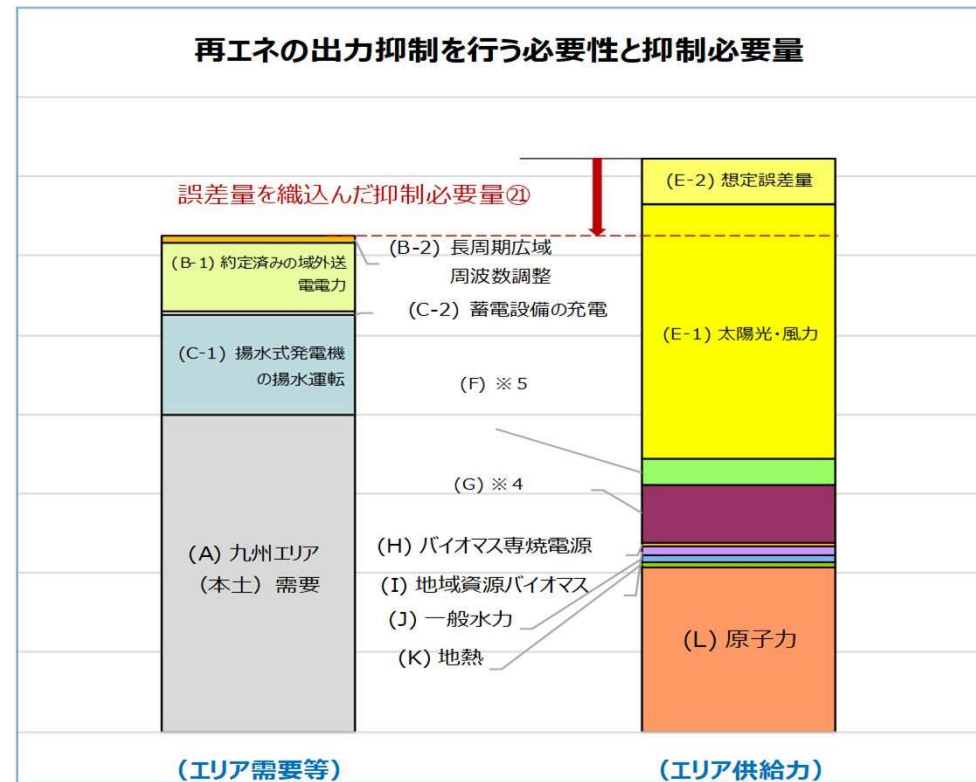 再エネの出力抑制を行う必要性と抑制必要量
誤差量を織込んだ抑制必要量㉑
(B-1) 約定済みの域外送
電電力
(C-1) 揚水式発電機
の揚水運転
(A) 九州エリア
（本土）需要
(B-2) 長周期広域
周波数調整
(C-2) 蓄電設備の充電
(F) ※5
(G) ※4
(H) バイオマス専焼電源
(I) 地域資源バイオマス
(J) 一般水力
(K) 地熱
(E-2) 想定誤差量
(E-1) 太陽光・風力
(L) 原子力
（エリア需要等）
（エリア供給力）